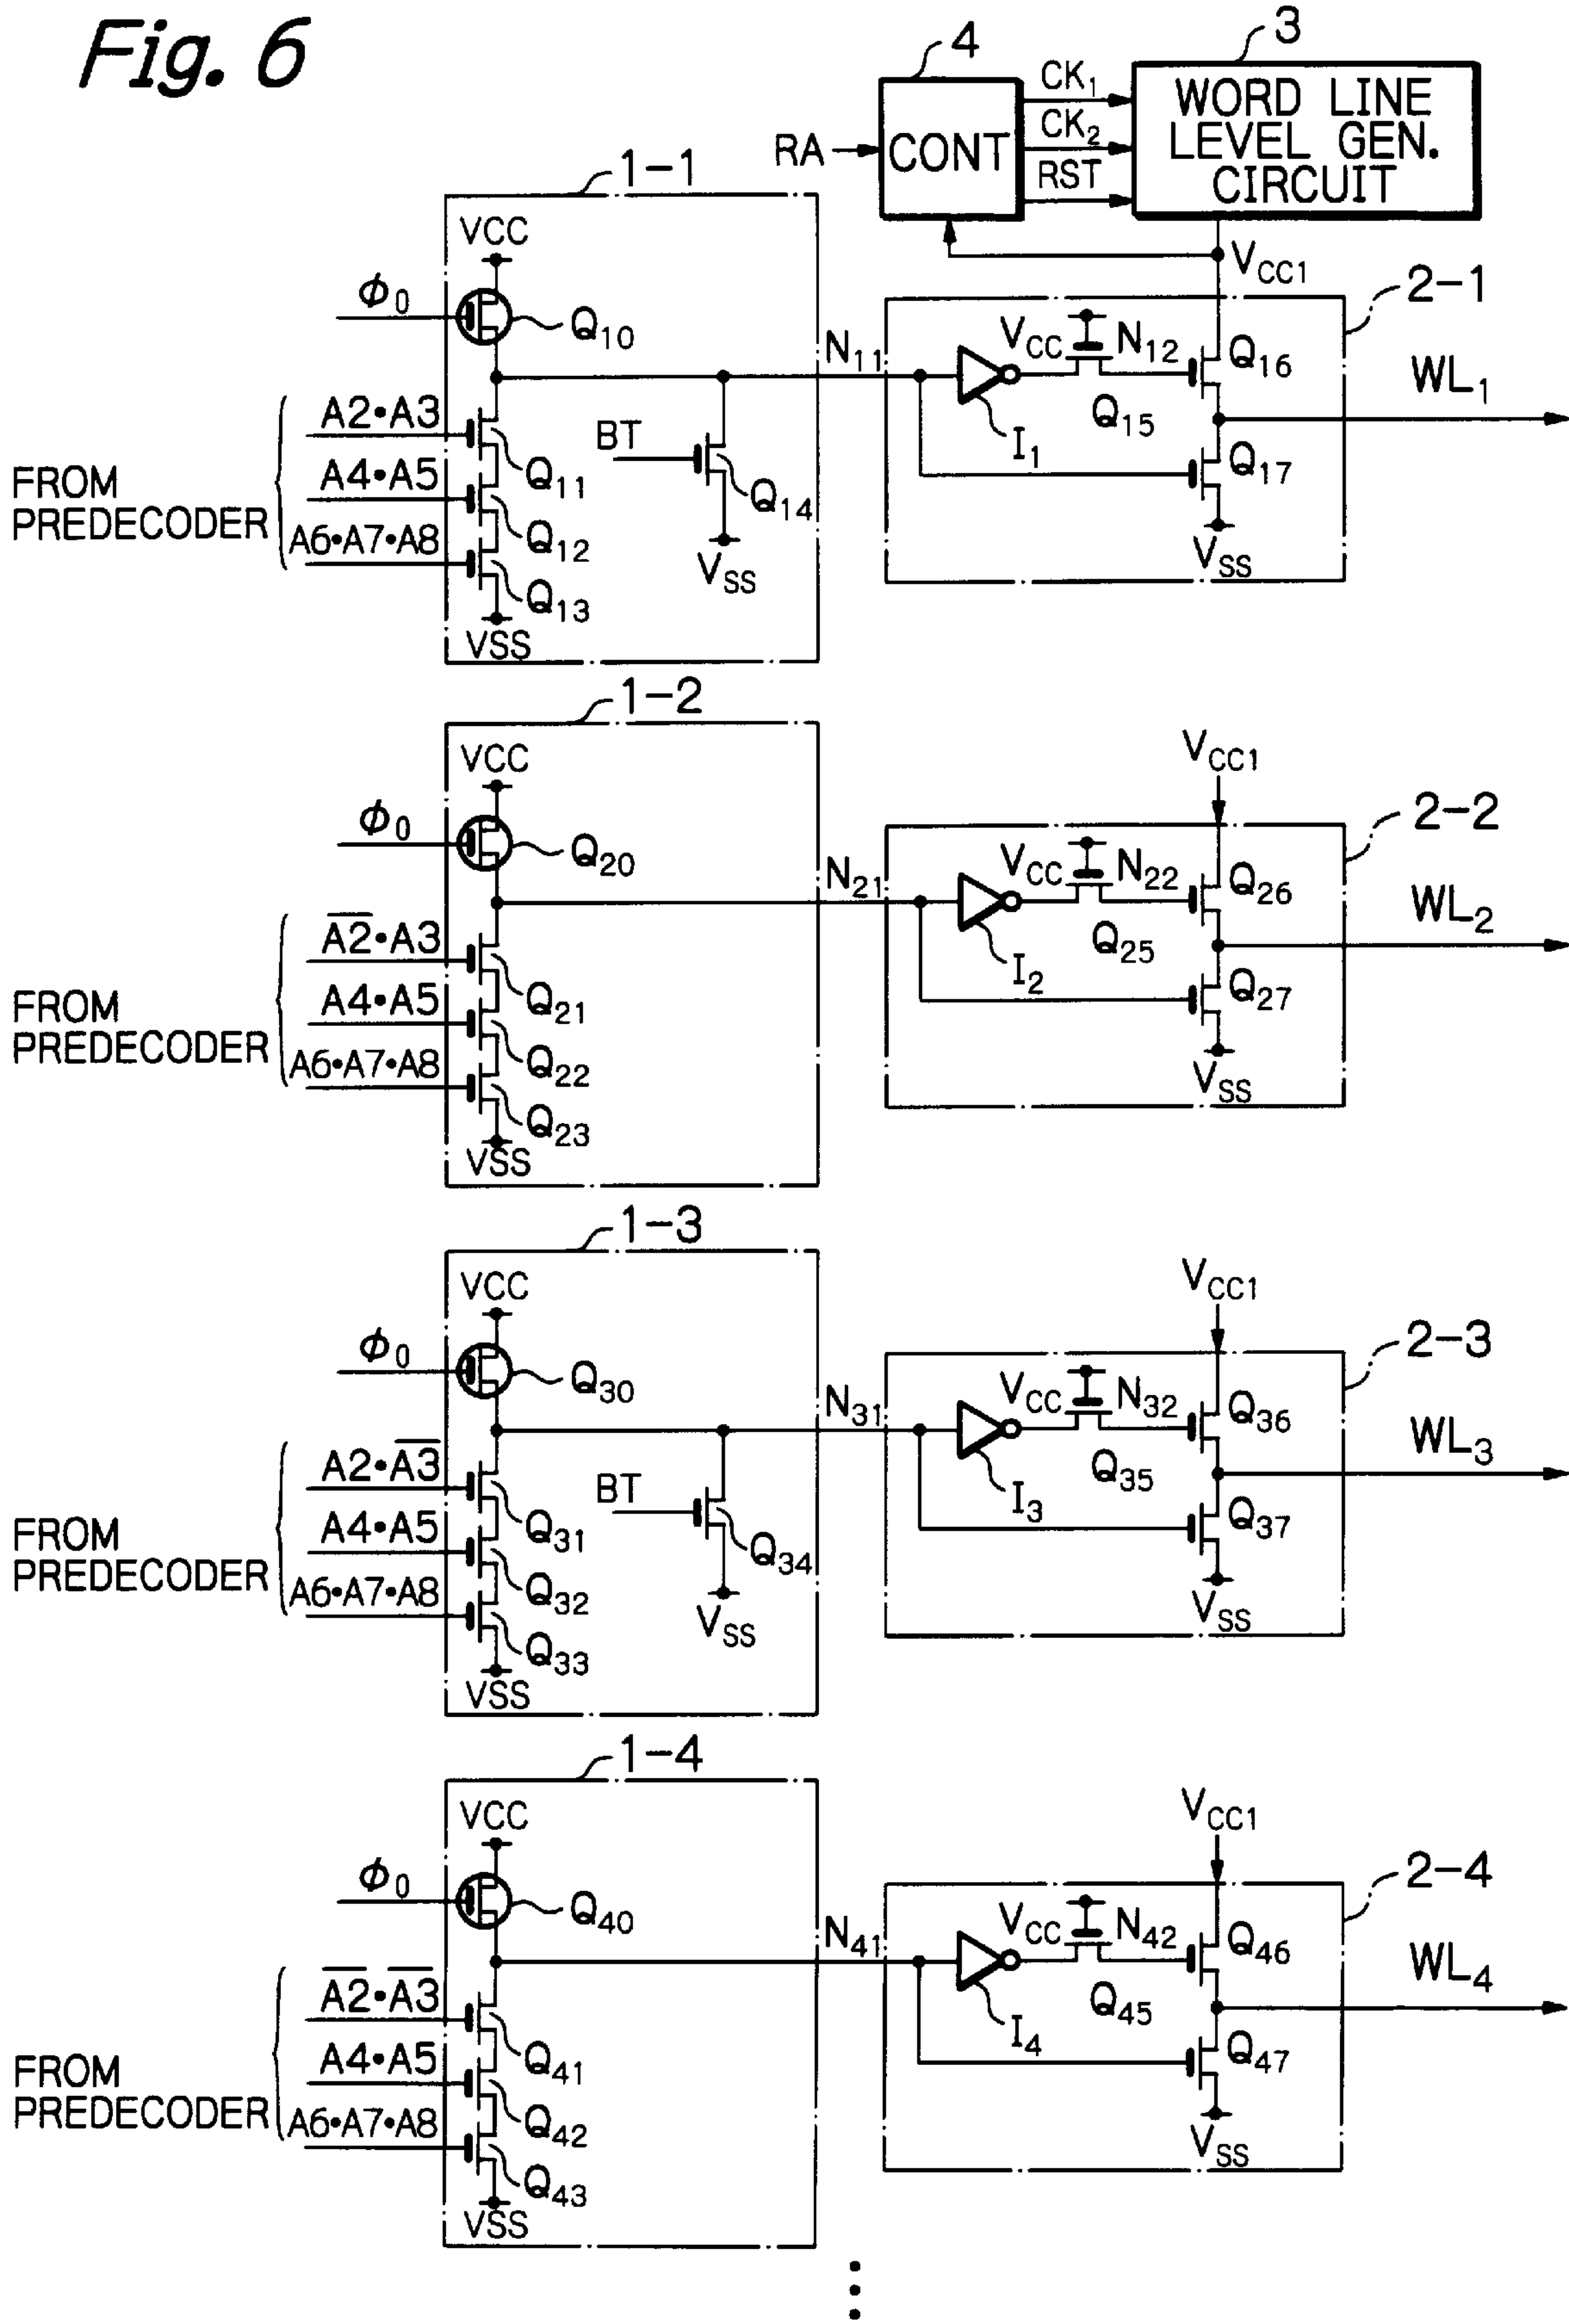 Fig. 6
4
3
CK1
CK2
RST
RA
CONT
WORD LINE
LEVEL GEN.
CIRCUIT
VCC1
1-1
VCC
ϕ0
Q10
A2•A3
A4•A5
A6•A7•A8
FROM
PREDECODER
Q11
Q12
Q13
VSS
BT
Q14
VSS
N11
2-1
VCC
N12
Q15
I1
Q16
Q17
VSS
WL1
1-2
VCC
ϕ0
Q20
A̅2̅•A3
A4•A5
A6•A7•A8
FROM
PREDECODER
Q21
Q22
Q23
VSS
N21
VCC1
2-2
VCC
N22
Q25
I2
Q26
Q27
VSS
WL2
1-3
VCC
ϕ0
Q30
A2•A̅3̅
A4•A5
A6•A7•A8
FROM
PREDECODER
Q31
Q32
Q33
VSS
BT
Q34
VSS
N31
VCC1
2-3
VCC
N32
Q35
I3
Q36
Q37
VSS
WL3
1-4
VCC
ϕ0
Q40
A̅2̅•A̅3̅
A4•A5
A6•A7•A8
FROM
PREDECODER
Q41
Q42
Q43
VSS
N41
VCC1
2-4
VCC
N42
Q45
I4
Q46
Q47
VSS
WL4